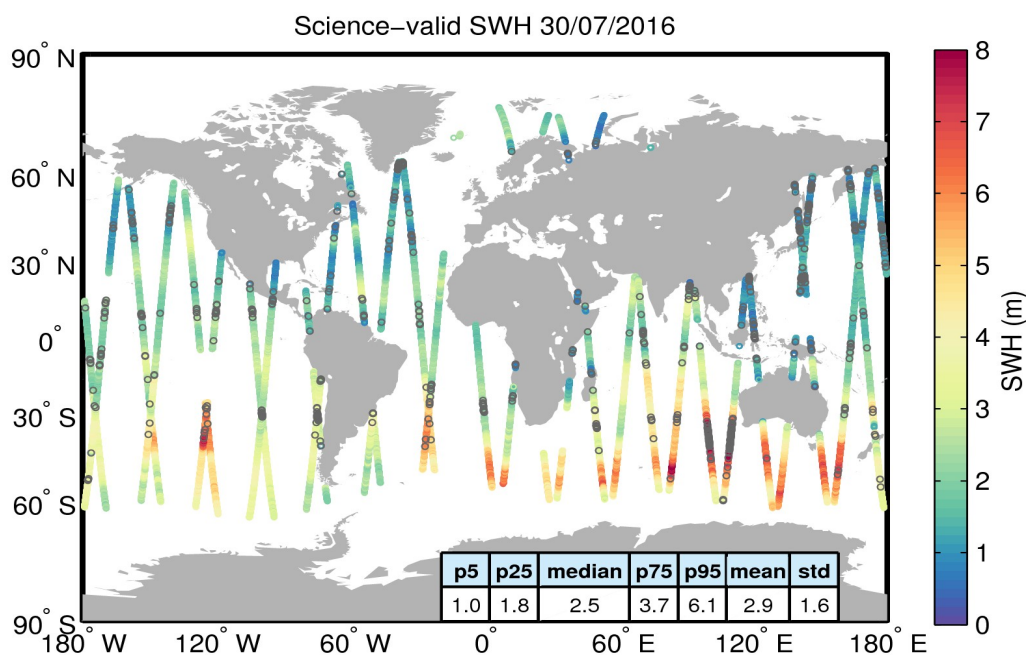 Science−valid SWH 30/07/2016
90° N
60° N
30° N
0°
30° S
60° S
90° S
180° W
120° W
60° W
0°
60° E
120° E
180° E
p5 p25 median p75 p95 mean std
1.0 1.8 2.5 3.7 6.1 2.9 1.6
8
7
6
5
4
3
2
1
0
SWH (m)